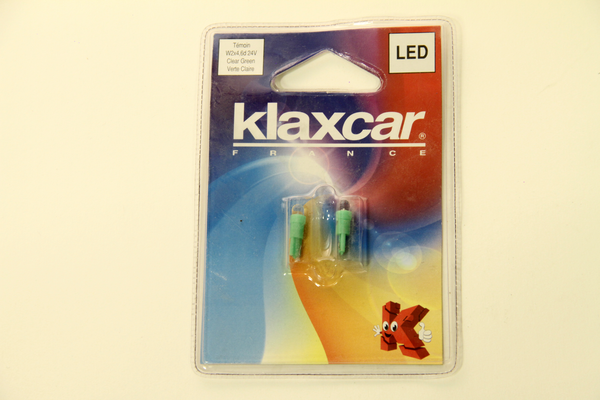 Témoin
W2x4.6d 24V
Clear Green
Verte Claire
LED
klaxcar®
FRANCE
K